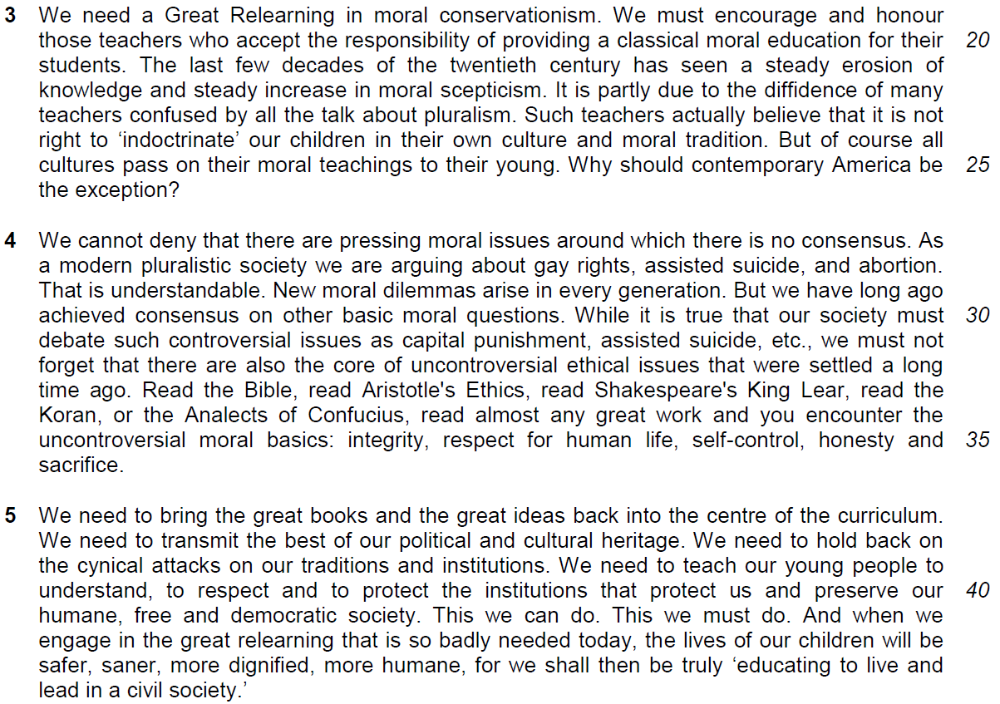 3 We need a Great Relearning in moral conservationism. We must encourage and honour
those teachers who accept the responsibility of providing a classical moral education for their 20
students. The last few decades of the twentieth century has seen a steady erosion of
knowledge and steady increase in moral scepticism. It is partly due to the diffidence of many
teachers confused by all the talk about pluralism. Such teachers actually believe that it is not
right to ‘indoctrinate’ our children in their own culture and moral tradition. But of course all
cultures pass on their moral teachings to their young. Why should contemporary America be 25
the exception?
4 We cannot deny that there are pressing moral issues around which there is no consensus. As
a modern pluralistic society we are arguing about gay rights, assisted suicide, and abortion.
That is understandable. New moral dilemmas arise in every generation. But we have long ago
achieved consensus on other basic moral questions. While it is true that our society must 30
debate such controversial issues as capital punishment, assisted suicide, etc., we must not
forget that there are also the core of uncontroversial ethical issues that were settled a long
time ago. Read the Bible, read Aristotle's Ethics, read Shakespeare's King Lear, read the
Koran, or the Analects of Confucius, read almost any great work and you encounter the
uncontroversial moral basics: integrity, respect for human life, self-control, honesty and 35
sacrifice.
5 We need to bring the great books and the great ideas back into the centre of the curriculum.
We need to transmit the best of our political and cultural heritage. We need to hold back on
the cynical attacks on our traditions and institutions. We need to teach our young people to
understand, to respect and to protect the institutions that protect us and preserve our 40
humane, free and democratic society. This we can do. This we must do. And when we
engage in the great relearning that is so badly needed today, the lives of our children will be
safer, saner, more dignified, more humane, for we shall then be truly ‘educating to live and
lead in a civil society.’